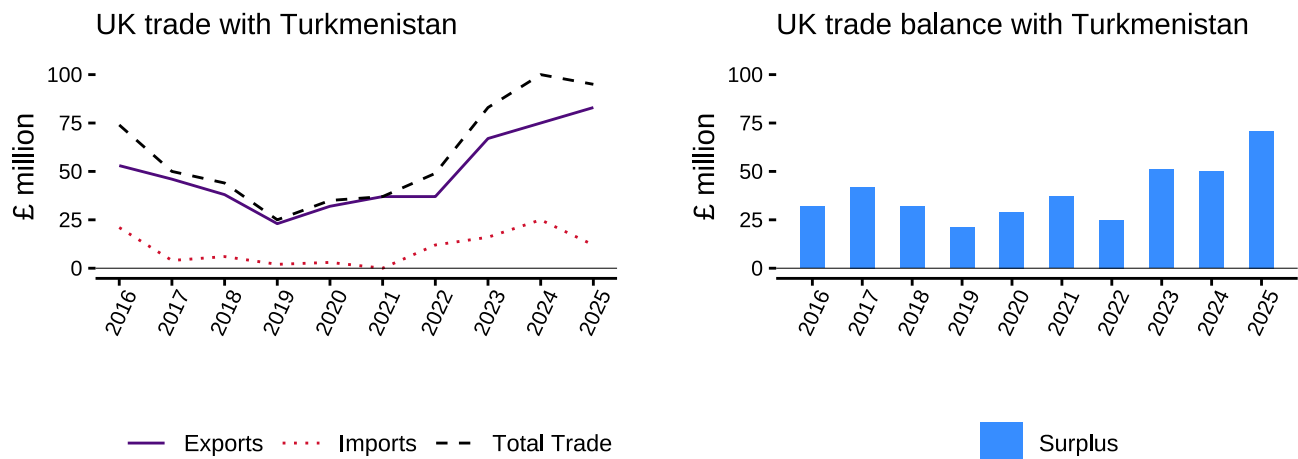 UK trade with Turkmenistan
£ million
100
75
50
25
0
2016 2017 2018 2019 2020 2021 2022 2023 2024 2025
Exports Imports Total Trade
UK trade balance with Turkmenistan
£ million
100
75
50
25
0
2016 2017 2018 2019 2020 2021 2022 2023 2024 2025
Surplus